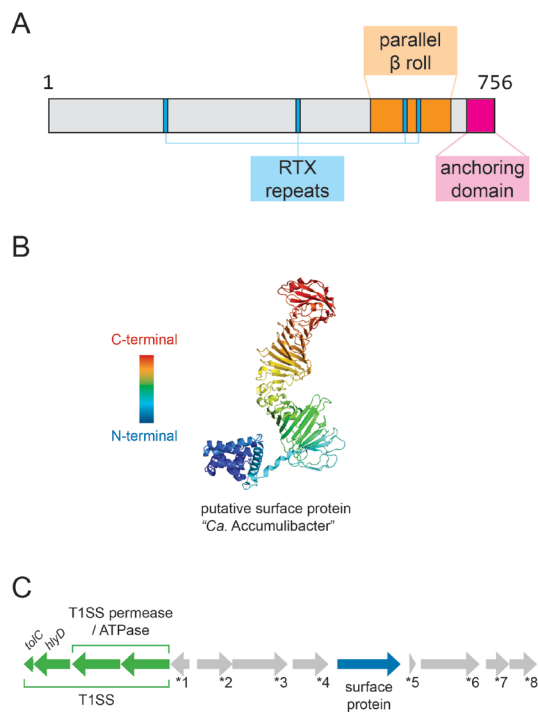 A
parallel
β roll
1
756
RTX
repeats
anchoring
domain
B
C-terminal
N-terminal
putative surface protein
“Ca. Accumulibacter”
C
tolC
hlyD
T1SS permease
/ ATPase
*1
*2
*3
*4
*5
*6
*7
*8
T1SS
surface
protein